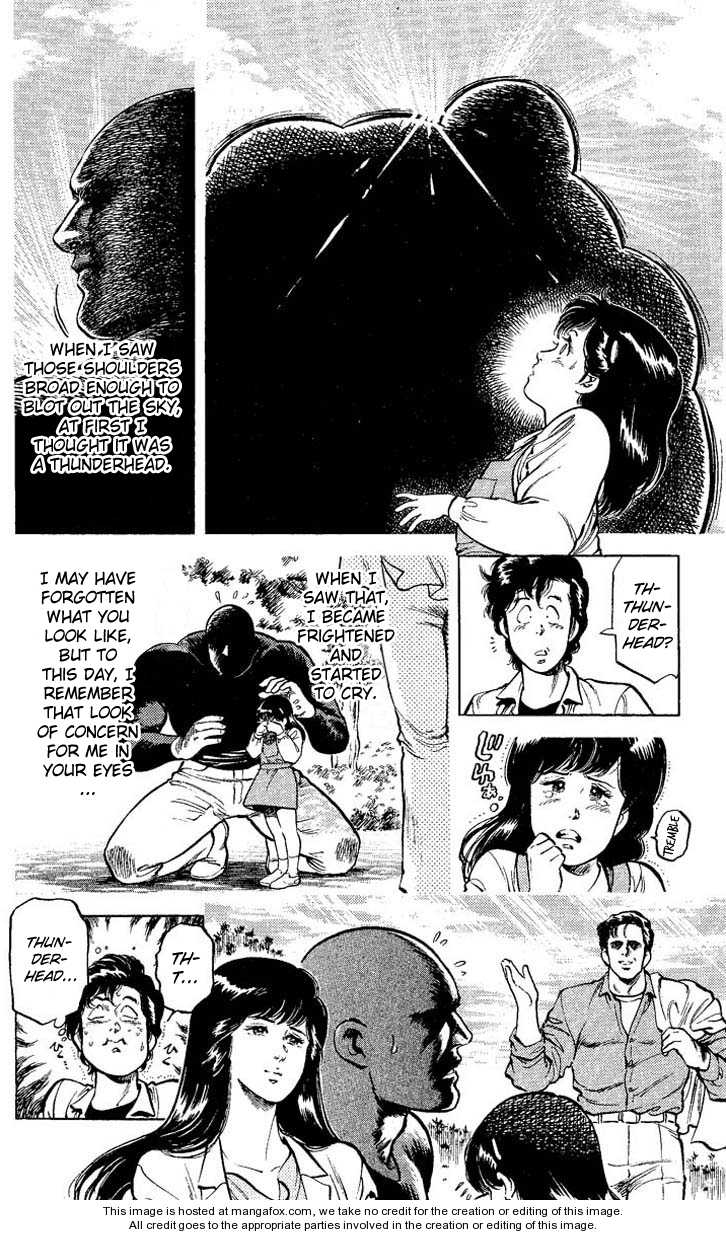 WHEN I SAW
THOSE SHOULDERS
BROAD ENOUGH TO
BLOT OUT THE SKY,
AT FIRST I
THOUGHT IT WAS
A THUNDERHEAD.
TH-
THUN-
DER-
HEAD?
WHEN I
SAW THAT,
I BECAME
FRIGHTENED
AND
STARTED
TO CRY.
I MAY HAVE
FORGOTTEN
WHAT YOU
LOOK LIKE,
BUT TO
THIS DAY, I
REMEMBER
THAT LOOK
OF CONCERN
FOR ME IN
YOUR EYES
...
TREMBLE
TH-
T...
THUN-
DER-
HEAD...
This image is hosted at mangafox.com, we take no credit for the creation or editing of this image.
All credit goes to the appropriate parties involved in the creation or editing of this image.